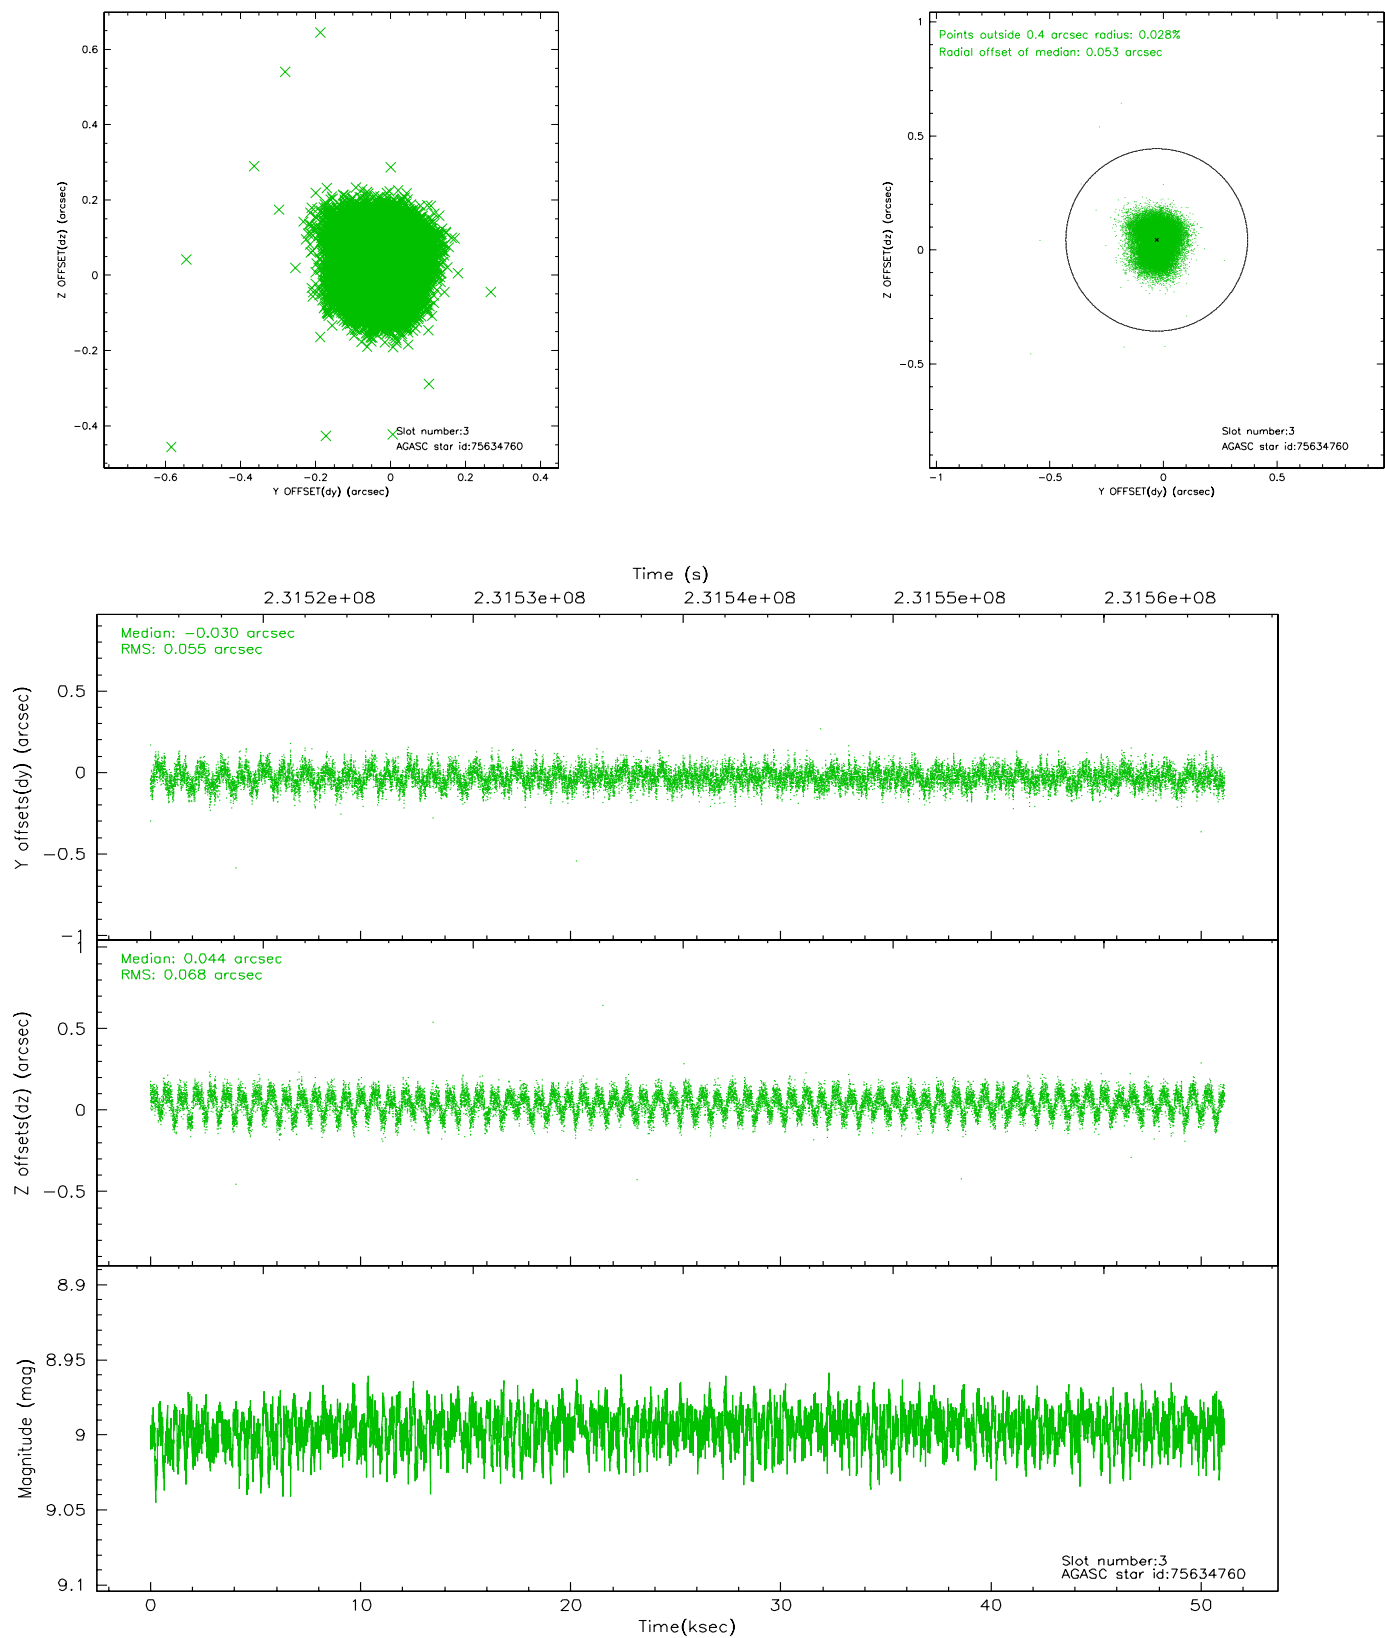 0.6
0.4
0.2
0
−0.2
−0.4
Z OFFSET(dz) (arcsec)
Slot number:3
AGASC star id:75634760
−0.6 −0.4 −0.2 0 0.2 0.4
Y OFFSET(dy) (arcsec)
Points outside 0.4 arcsec radius: 0.028%
Radial offset of median: 0.053 arcsec
1
0.5
0
−0.5
Z OFFSET(dz) (arcsec)
Slot number:3
AGASC star id:75634760
−1 −0.5 0 0.5
Y OFFSET(dy) (arcsec)
Time (s)
2.3152e+08 2.3153e+08 2.3154e+08 2.3155e+08 2.3156e+08
Median: −0.030 arcsec
RMS: 0.055 arcsec
0.5
0
−0.5
−1
Y offsets(dy) (arcsec)
1
Median: 0.044 arcsec
RMS: 0.068 arcsec
0.5
0
−0.5
Z offsets(dz) (arcsec)
8.9
8.95
9
9.05
9.1
Magnitude (mag)
Slot number:3
AGASC star id:75634760
0 10 20 30 40 50
Time(ksec)